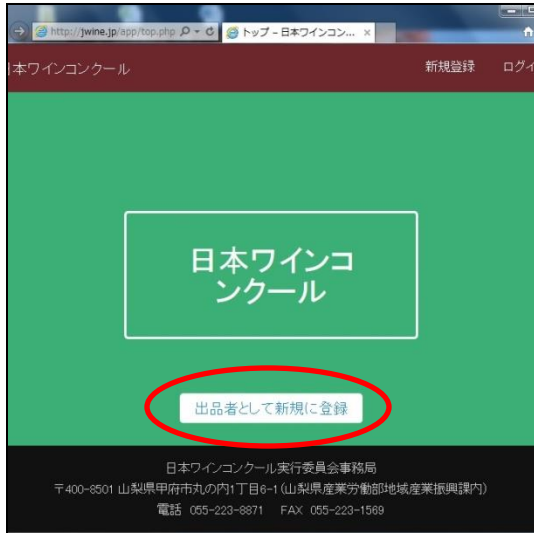 http://jwine.jp/app/top.php
トップ - 日本ワインコン...
日本ワインコンクール
新規登録
ログイ
日本ワインコ
ンクール
出品者として新規に登録
日本ワインコンクール実行委員会事務局
〒400-8501 山梨県甲府市丸の内1丁目6-1(山梨県産業労働部地域産業振興課内)
電話 055-223-8871 FAX 055-223-1569